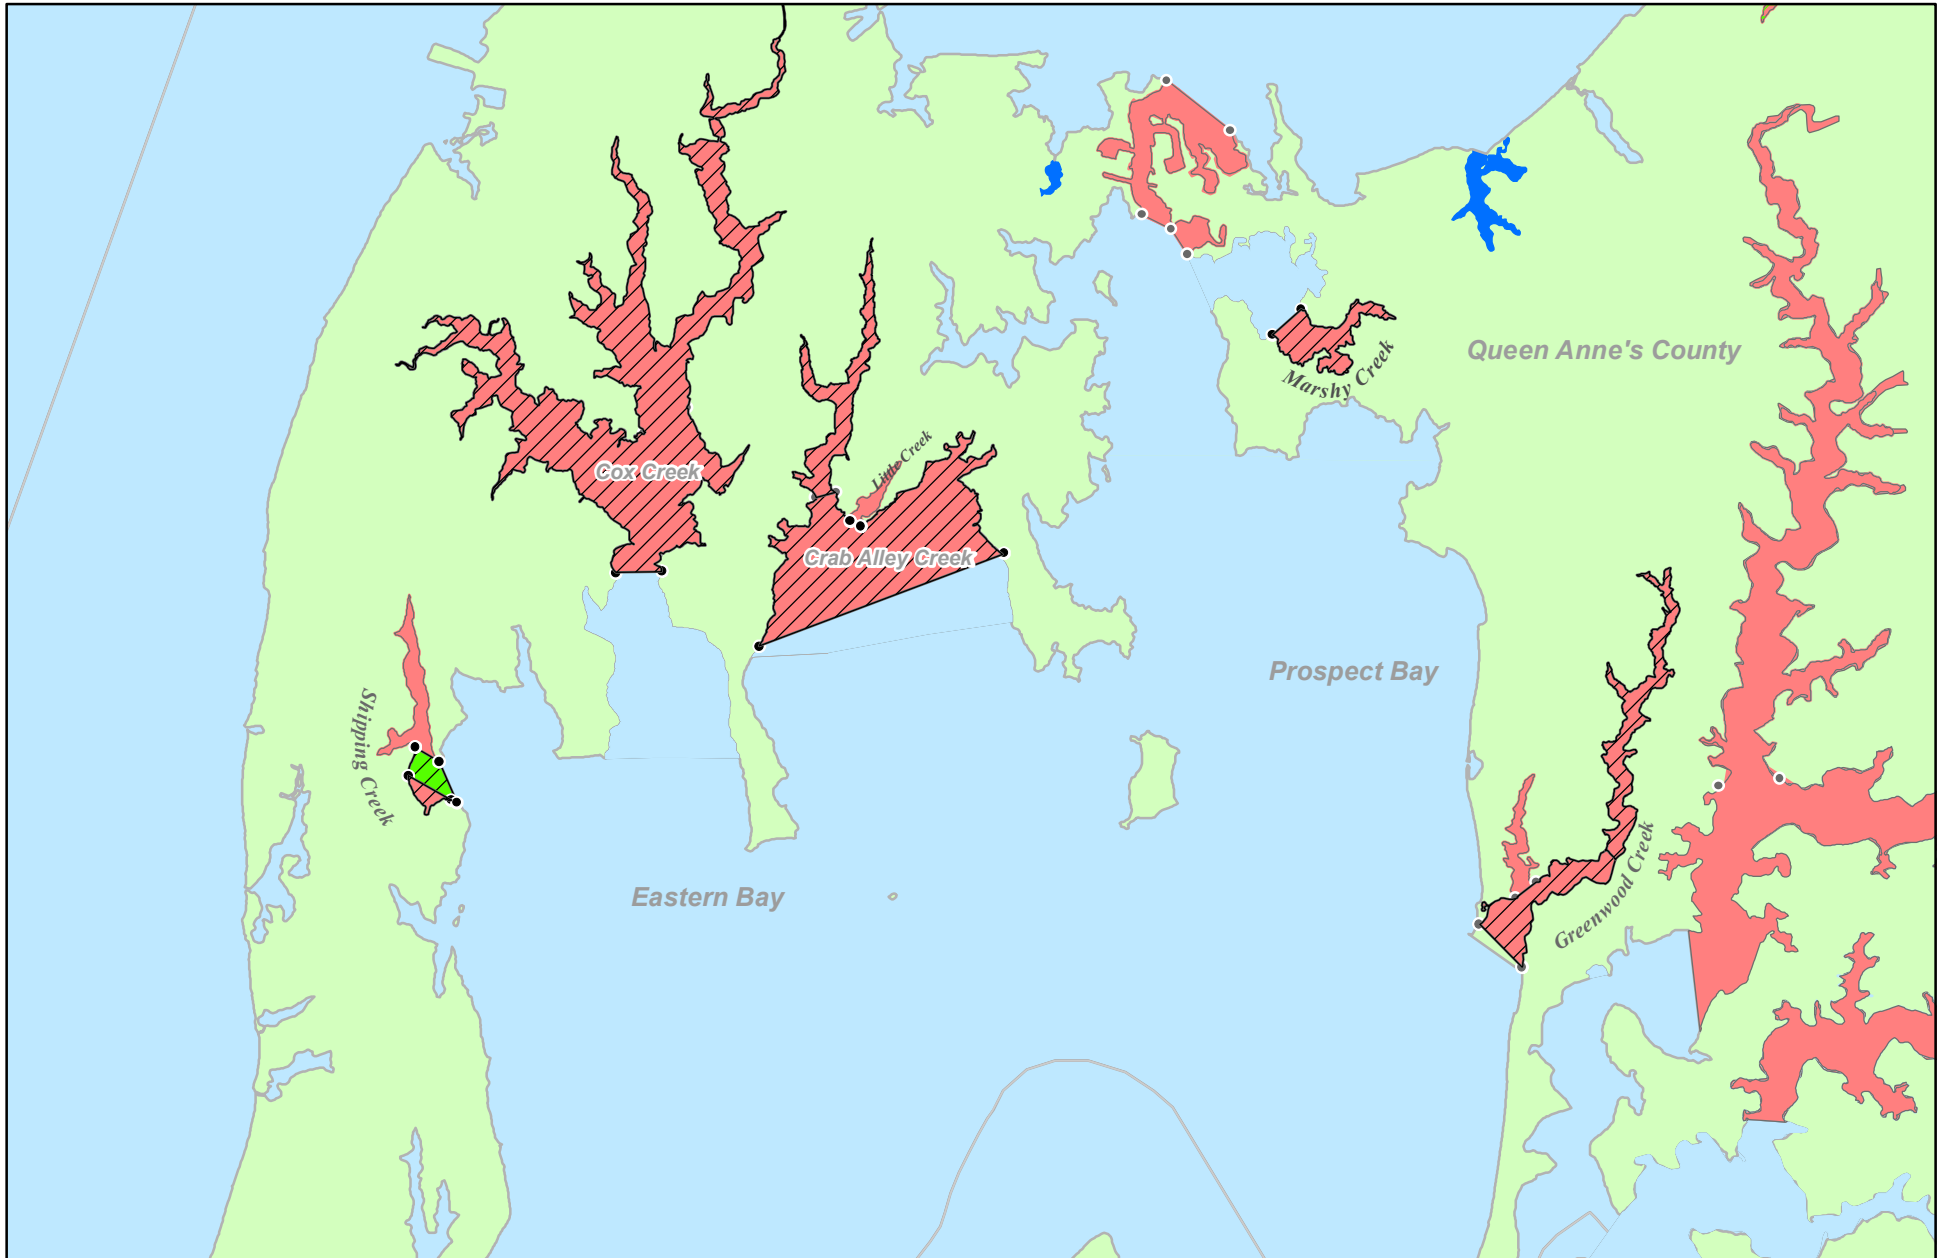 Queen Anne's County
Marshy Creek
Little Creek
Cox Creek
Crab Alley Creek
Prospect Bay
Shipping Creek
Eastern Bay
Greenwood Creek